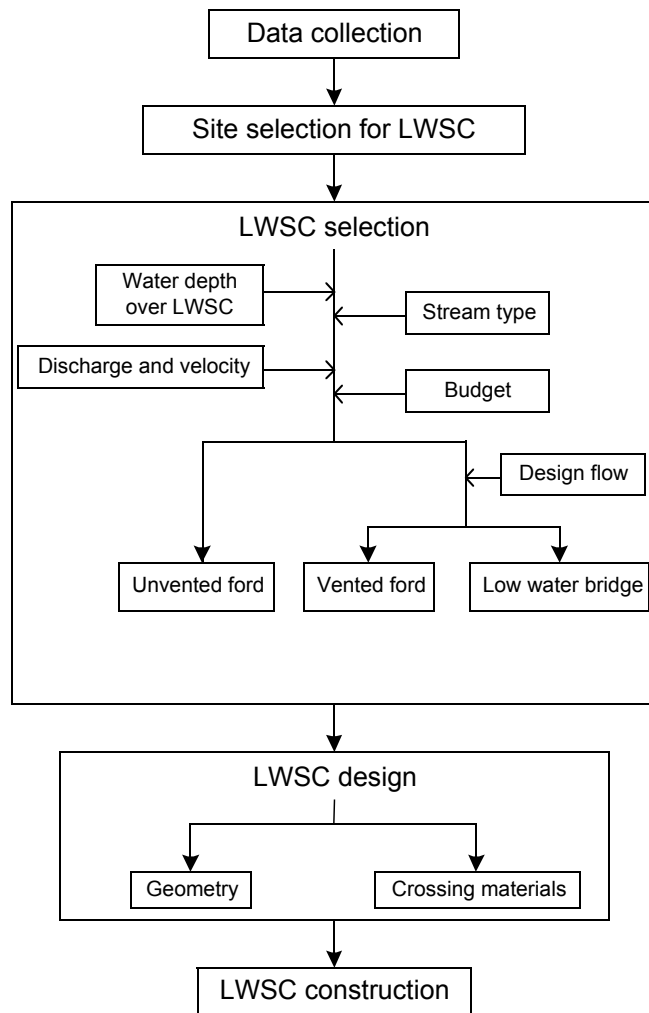 Data collection
Site selection for LWSC
LWSC selection
Water depth
over LWSC
Stream type
Discharge and velocity
Budget
Design flow
Unvented ford
Vented ford
Low water bridge
LWSC design
Geometry
Crossing materials
LWSC construction